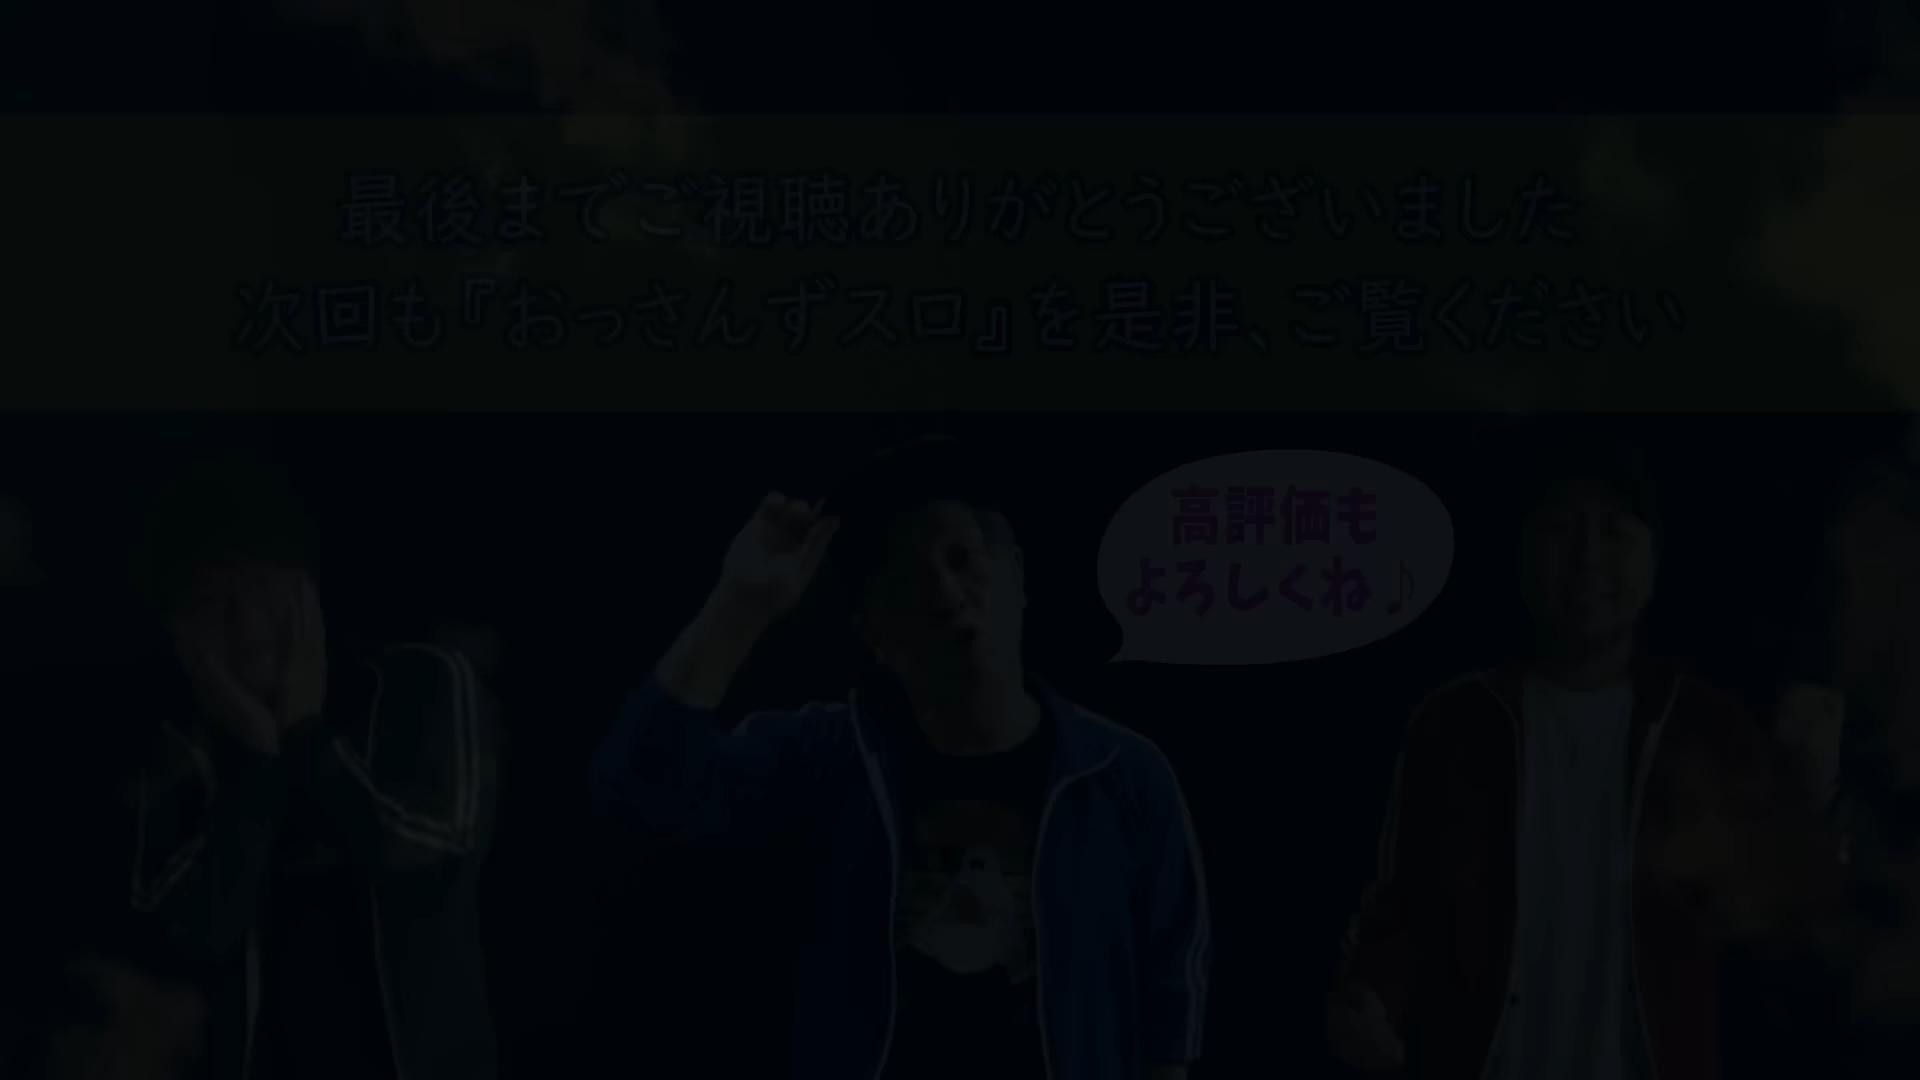 最後までご視聴ありがとうございました
次回も『おっさんずスロ』を是非、ご覧ください
高評価も
よろしくね♪